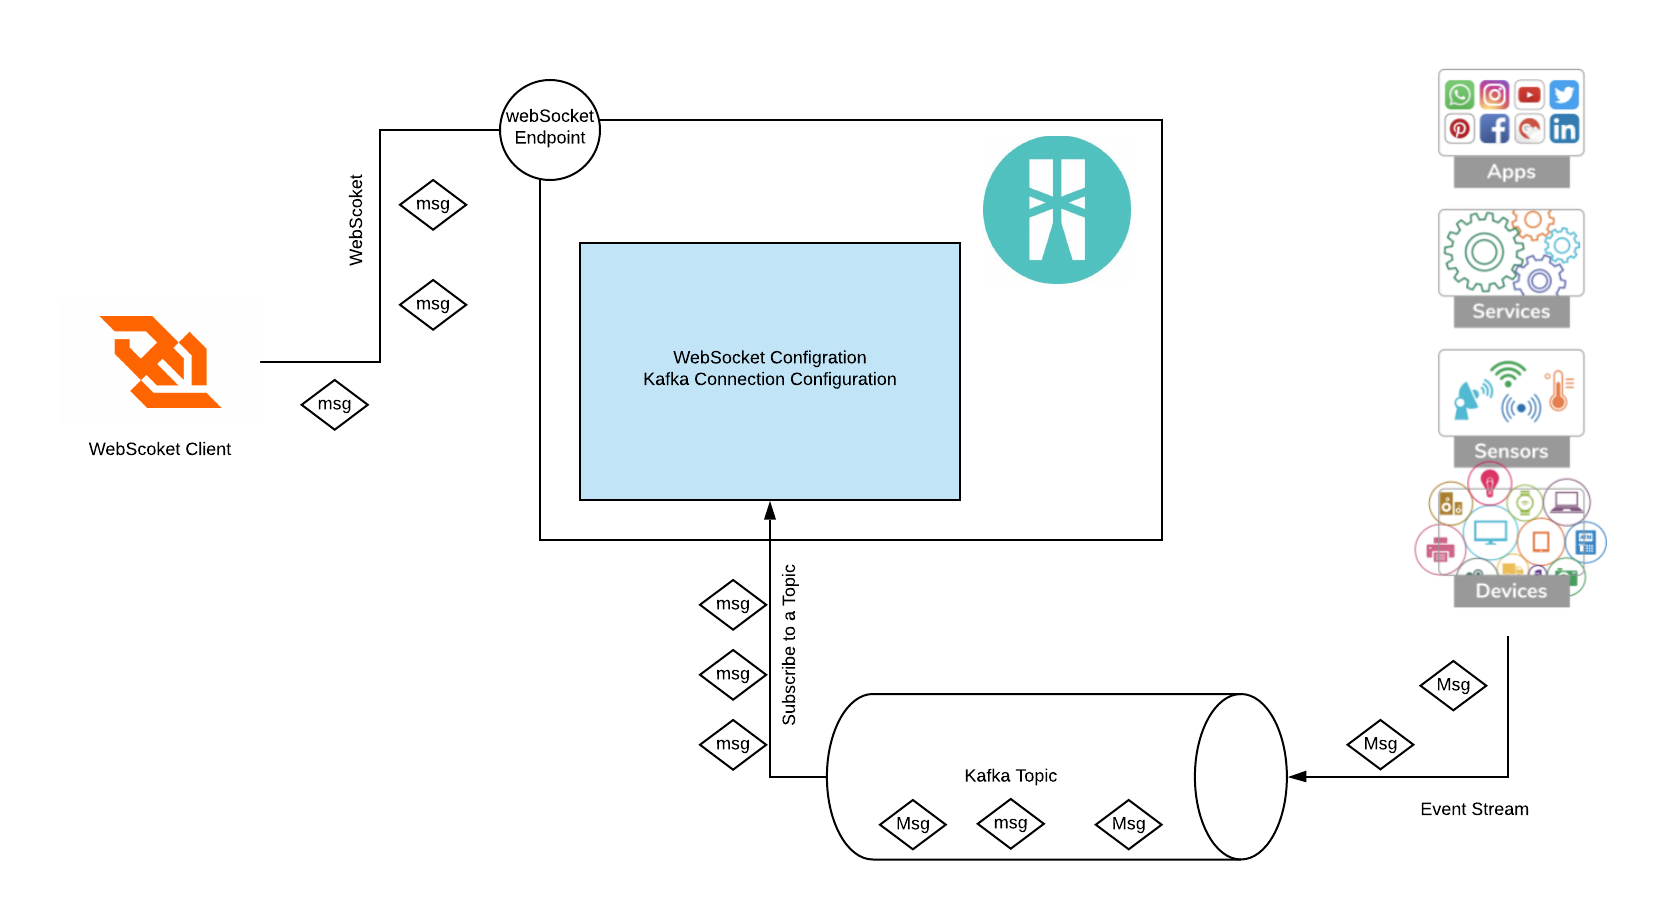 webSocket
Endpoint
WebScoket
msg
msg
msg
WebScoket Client
WebSocket Configration
Kafka Connection Configuration
Apps
Services
Sensors
Devices
Subscribe to a Topic
msg
msg
msg
Kafka Topic
Msg
msg
Msg
Msg
Msg
Event Stream